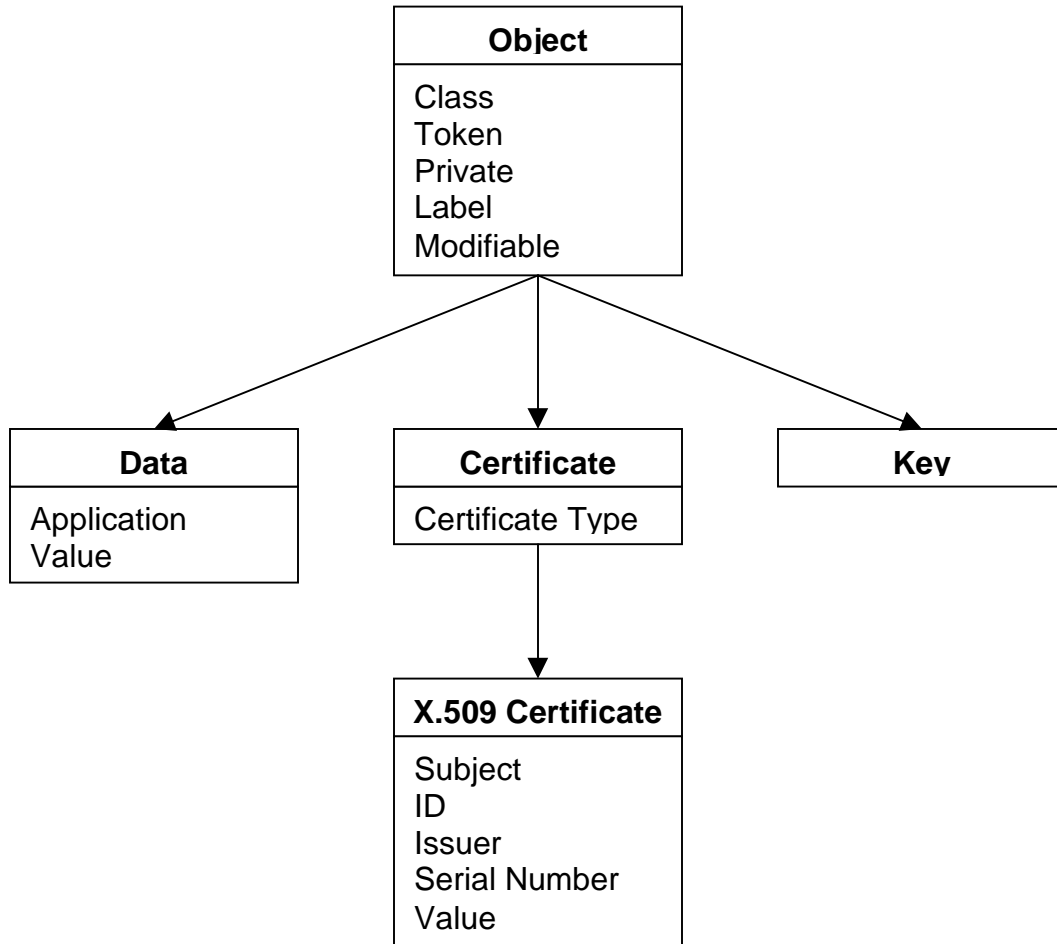 Object
Class
Token
Private
Label
Modifiable
Data
Application
Value
Certificate
Certificate Type
Key
X.509 Certificate
Subject
ID
Issuer
Serial Number
Value